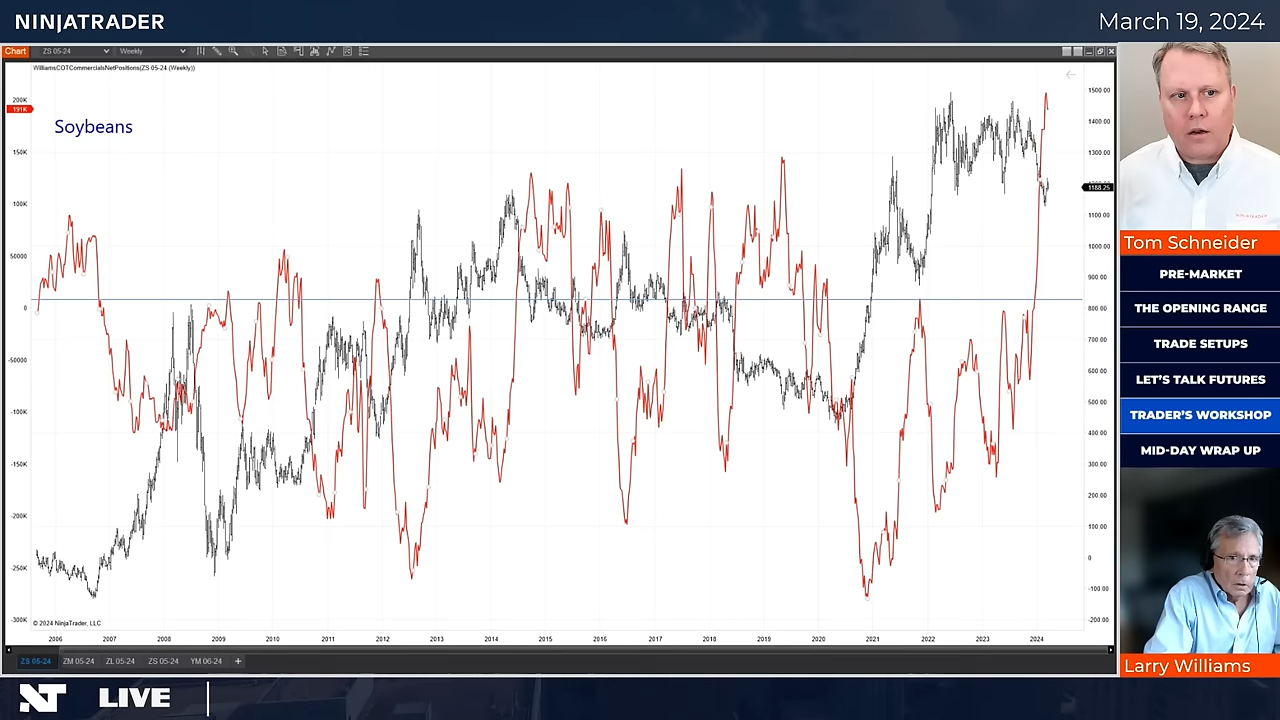 NINJATRADER
March 19, 2024
Chart
ZS 05-24
Weekly
WilliamsCOTCommercialsNetPositions(ZS 05-24 (Weekly))
Soybeans
200K
191K
150K
100K
50000
0
-50000
-100K
-150K
-200K
-250K
-300K
1500.00
1400.00
1300.00
1188.25
1100.00
1000.00
900.00
800.00
700.00
600.00
500.00
400.00
300.00
200.00
100.00
0
-100.00
-200.00
© 2024 NinjaTrader, LLC
2006 2007 2008 2009 2010 2011 2012 2013 2014 2015 2016 2017 2018 2019 2020 2021 2022 2023 2024
ZS 05-24 ZM 05-24 ZL 05-24 ZS 05-24 YM 06-24 +
NINJATRADER
Tom Schneider
PRE-MARKET
THE OPENING RANGE
TRADE SETUPS
LET'S TALK FUTURES
TRADER'S WORKSHOP
MID-DAY WRAP UP
Larry Williams
NT LIVE